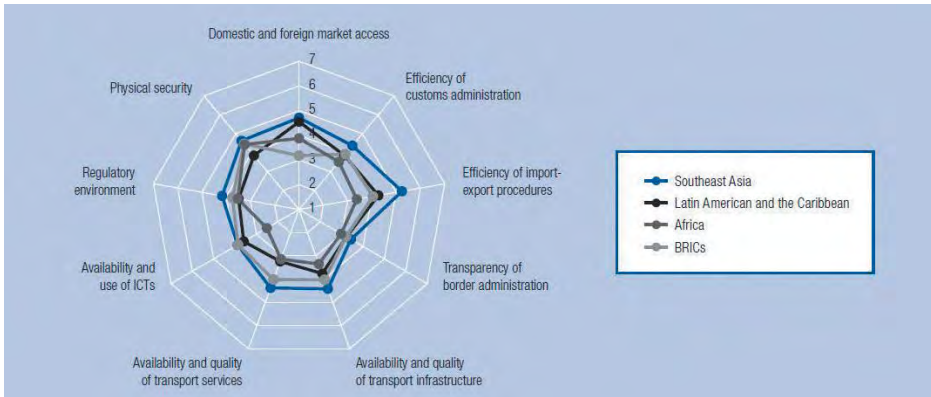 Domestic and foreign market access
7
6
5
4
3
2
1
Efficiency of
customs administration
Efficiency of import-
export procedures
Transparency of
border administration
Availability and quality
of transport infrastructure
Availability and quality
of transport services
Availability and
use of ICTs
Regulatory
environment
Physical security
Southeast Asia
Latin American and the Caribbean
Africa
BRICs